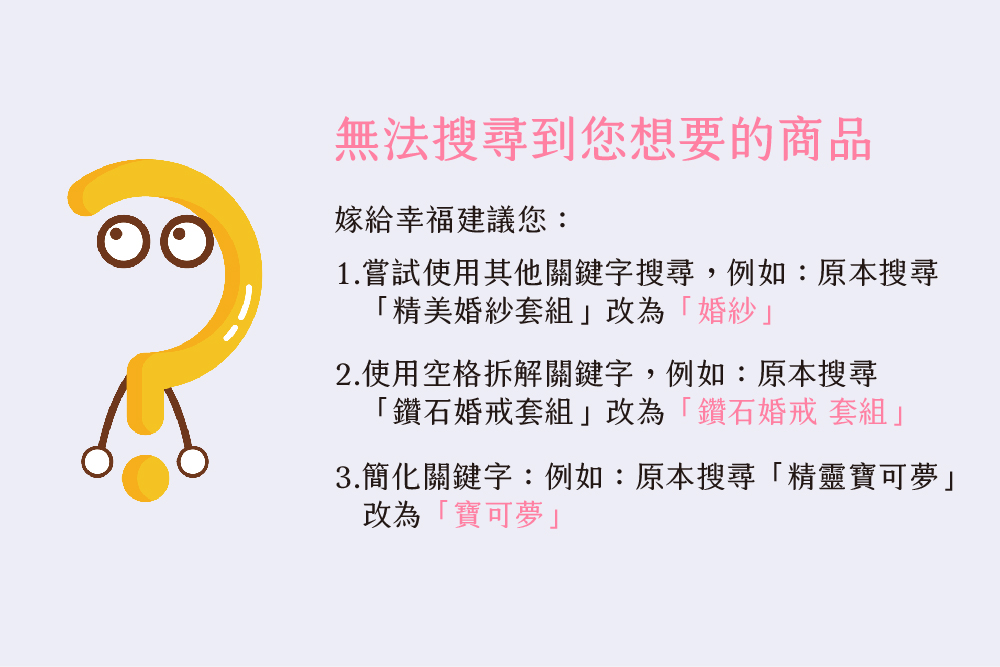 無法搜尋到您想要的商品
嫁給幸福建議您：
1.嘗試使用其他關鍵字搜尋，例如：原本搜尋
「精美婚紗套組」改為「婚紗」
2.使用空格拆解關鍵字，例如：原本搜尋
「鑽石婚戒套組」改為「鑽石婚戒 套組」
3.簡化關鍵字：例如：原本搜尋「精靈寶可夢」
改為「寶可夢」